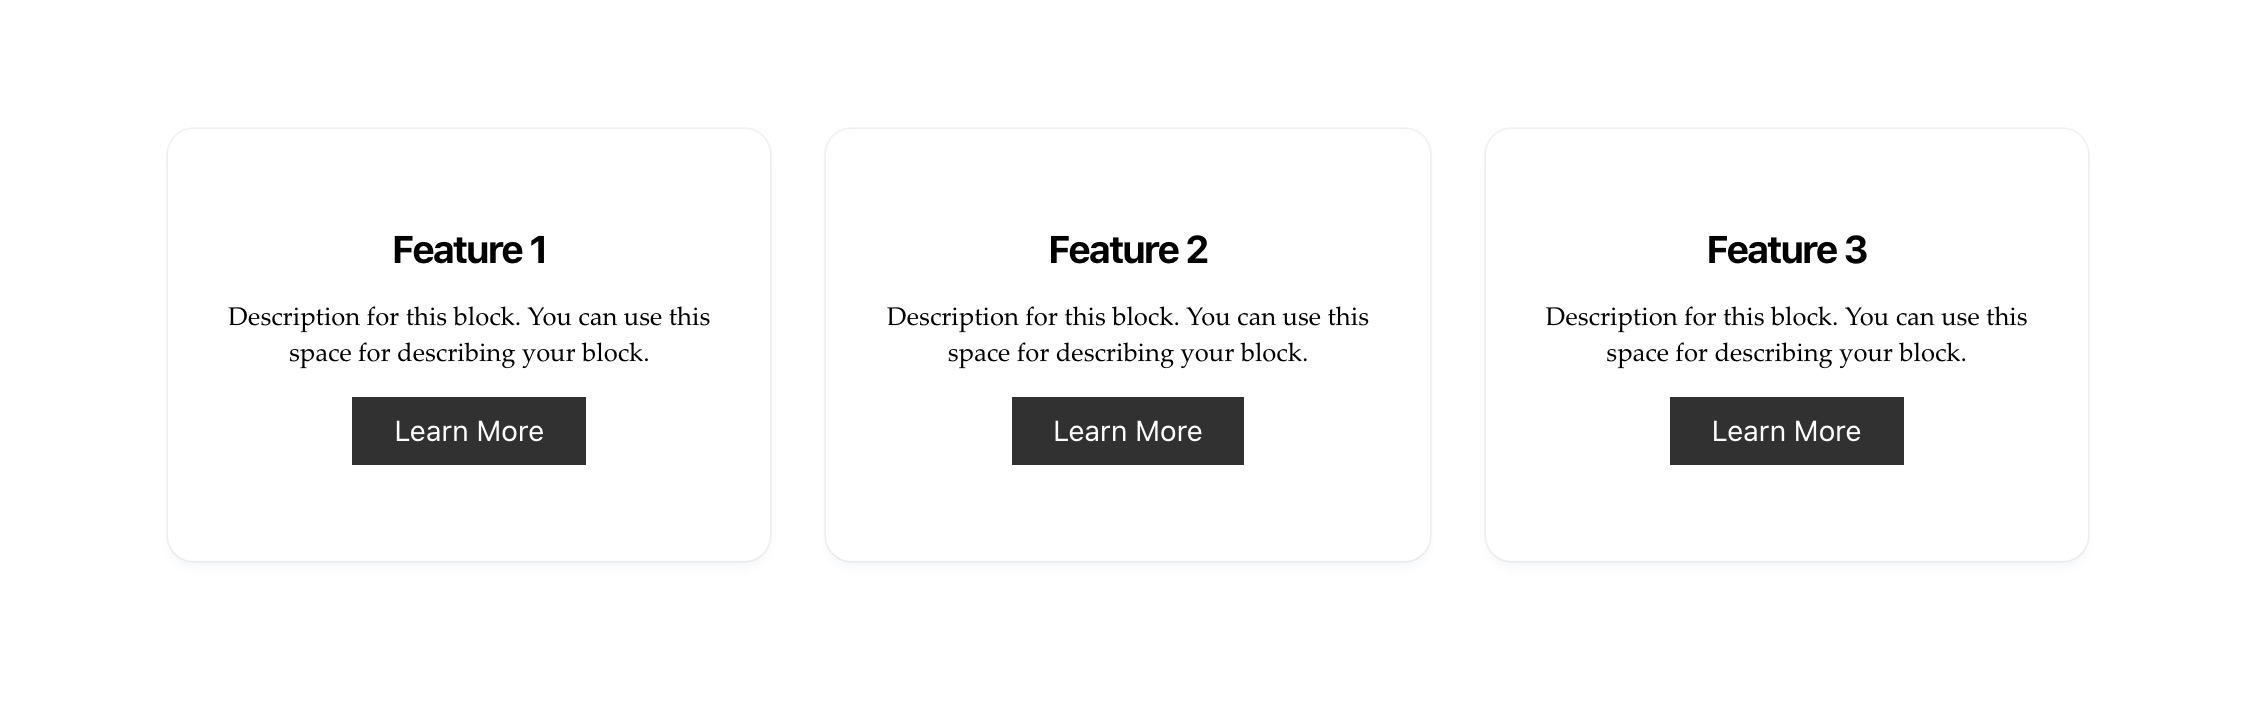 Feature 1
Description for this block. You can use this
space for describing your block.
Learn More
Feature 2
Description for this block. You can use this
space for describing your block.
Learn More
Feature 3
Description for this block. You can use this
space for describing your block.
Learn More